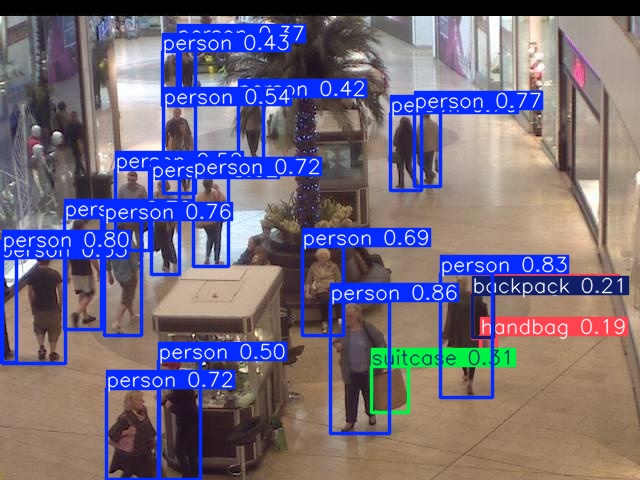 person 0.37
person 0.43
person 0.42
person 0.54
person 0.77
person 0.72
person 0.76
person 0.69
person 0.80
person 0.83
backpack 0.21
person 0.86
handbag 0.19
suitcase 0.31
person 0.50
person 0.72